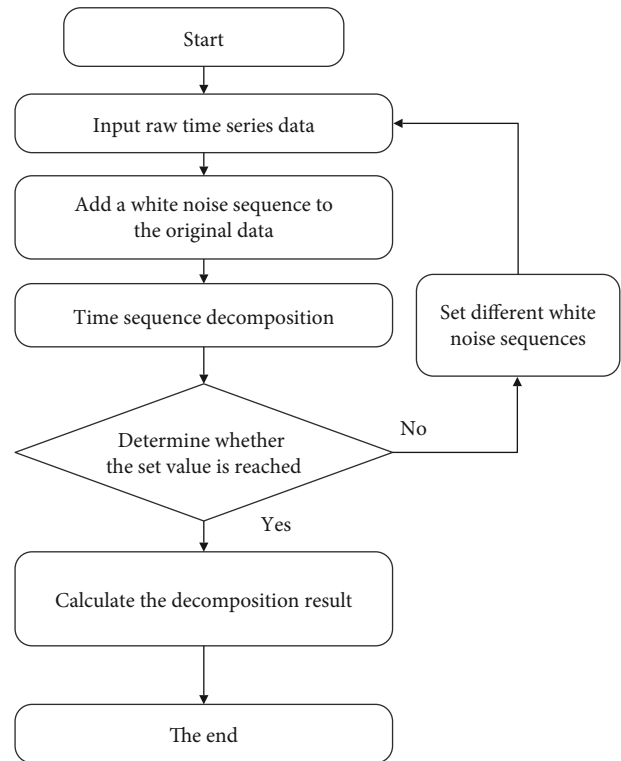 Start
Input raw time series data
Add a white noise sequence to
the original data
Time sequence decomposition
Set different white
noise sequences
Determine whether
the set value is reached
No
Yes
Calculate the decomposition result
The end